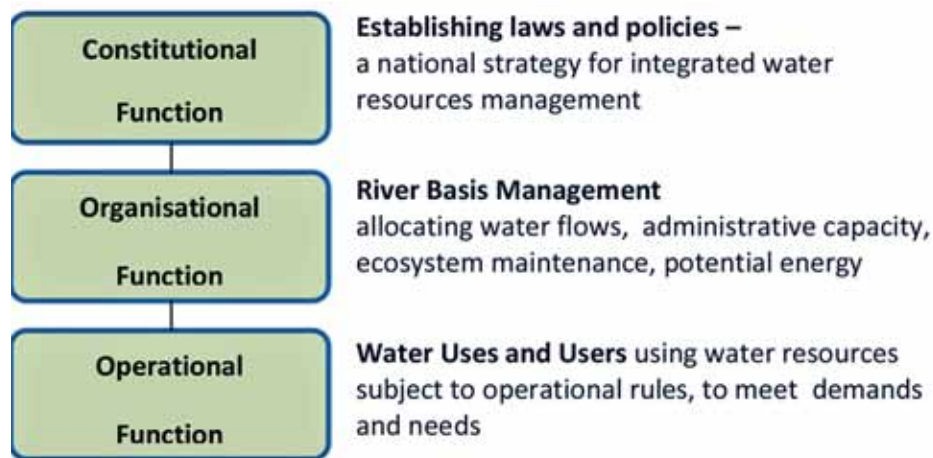 Constitutional
Function
Establishing laws and policies –
a national strategy for integrated water
resources management
Organisational
Function
River Basis Management
allocating water flows, administrative capacity,
ecosystem maintenance, potential energy
Operational
Function
Water Uses and Users using water resources
subject to operational rules, to meet demands
and needs